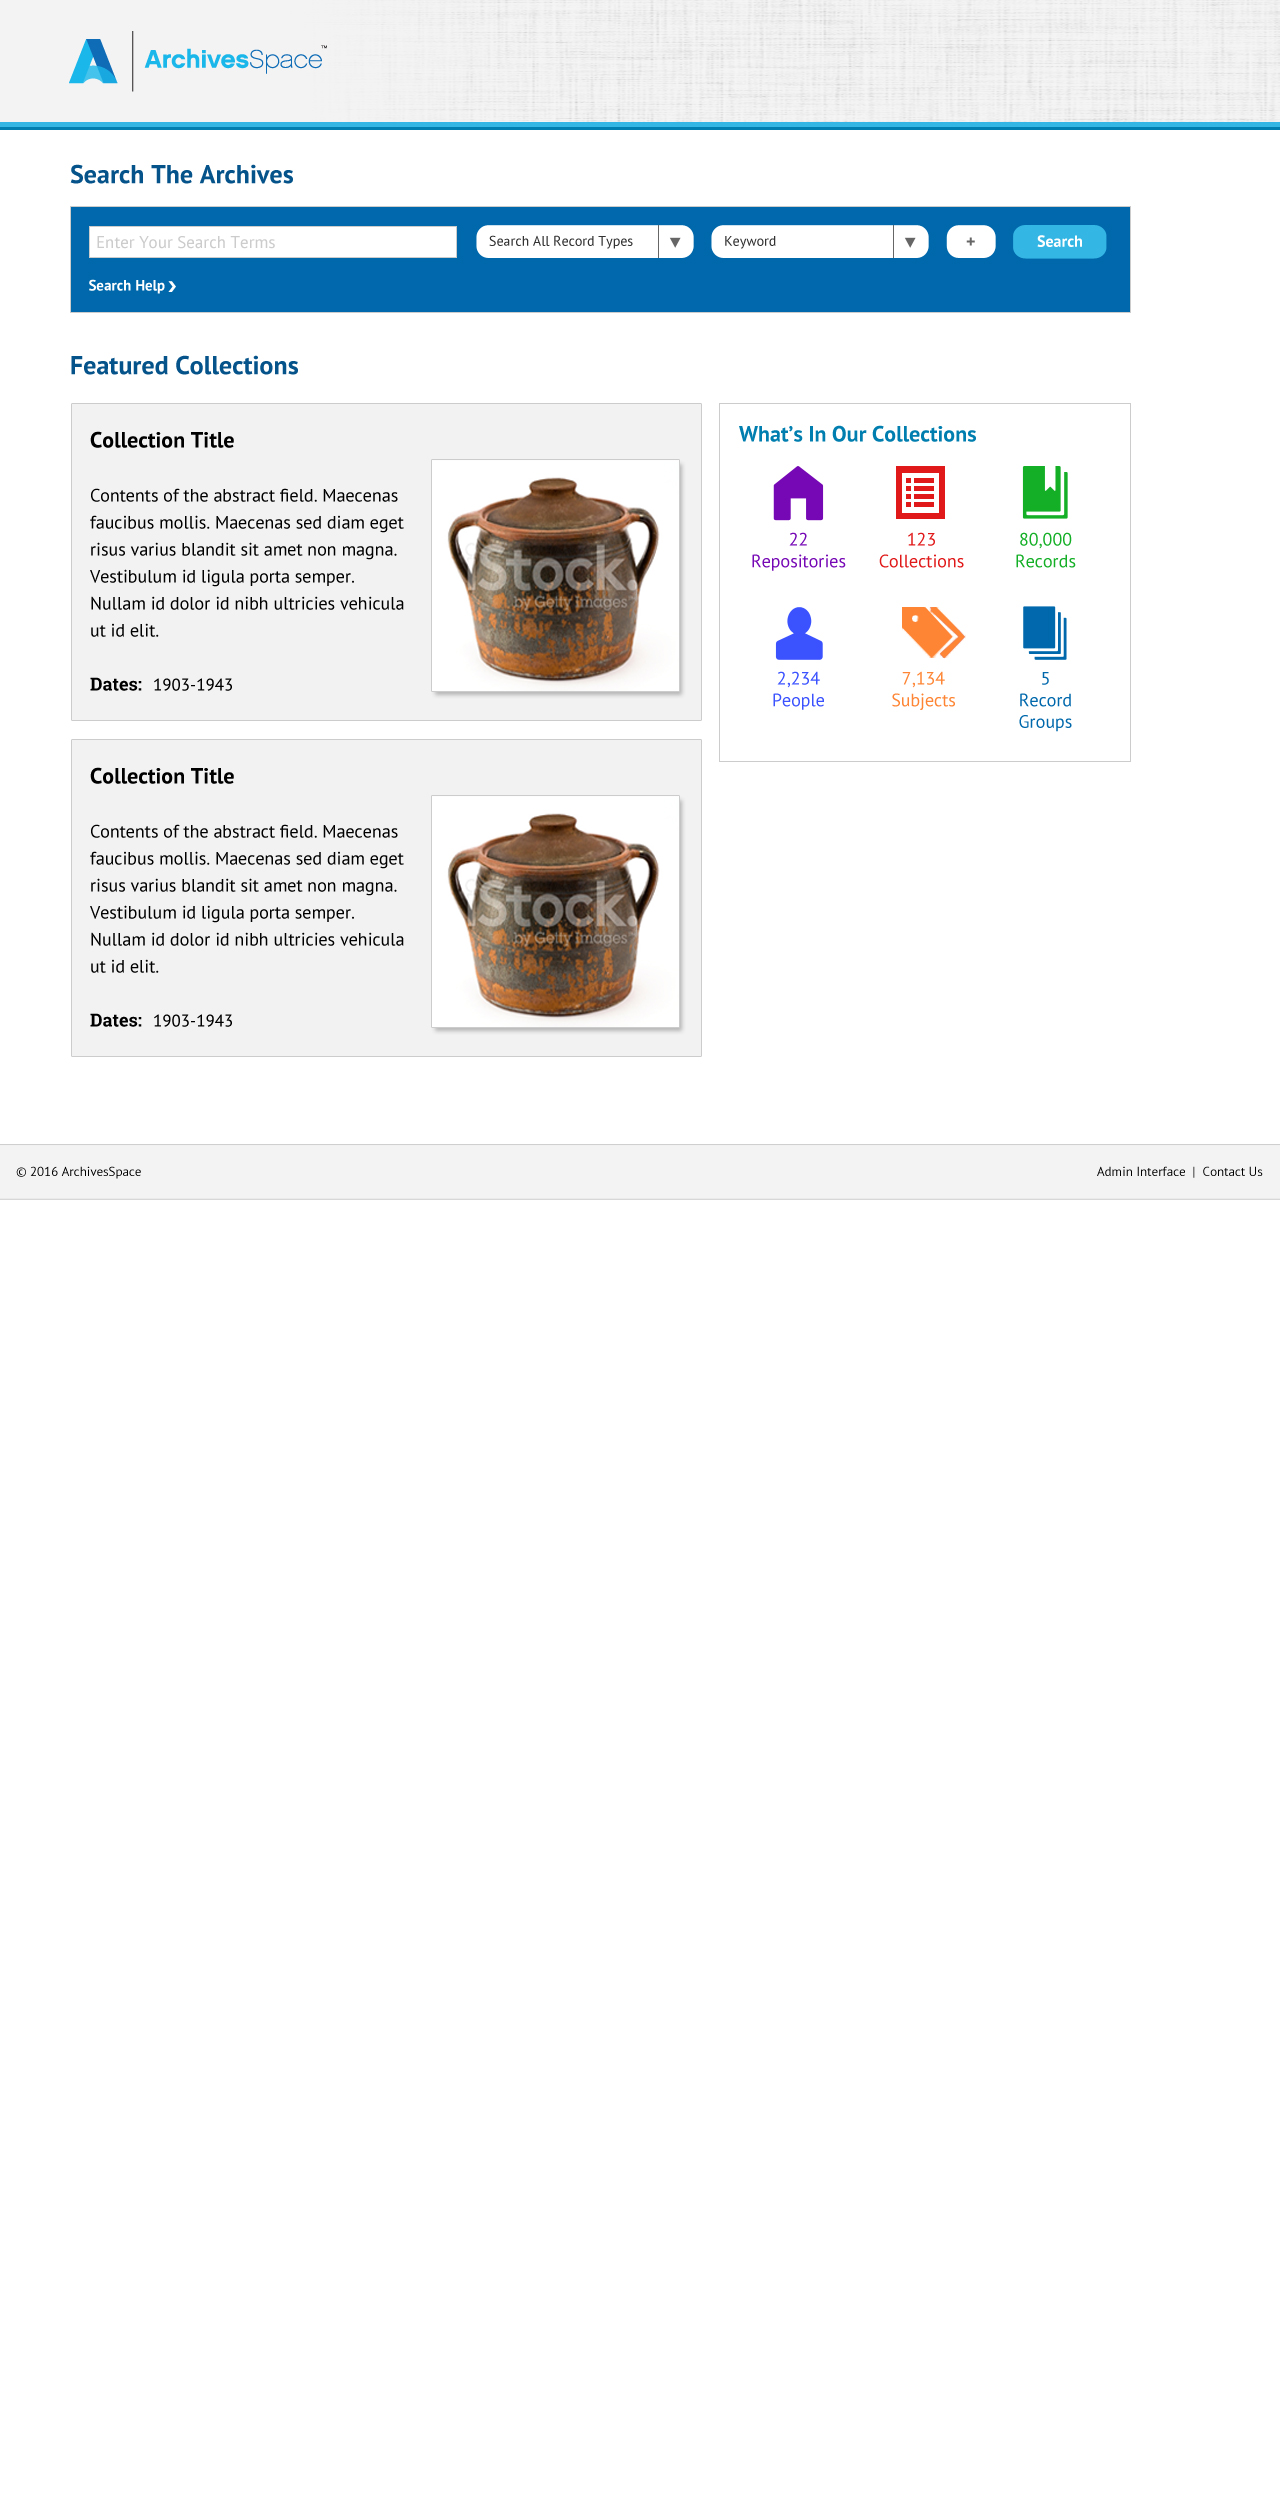 ArchivesSpace™
Search The Archives
Enter Your Search Terms
Search All Record Types ▼
Keyword ▼
+
Search
Search Help ❯
Featured Collections
Collection Title
Contents of the abstract field. Maecenas
faucibus mollis. Maecenas sed diam eget
risus varius blandit sit amet non magna.
Vestibulum id ligula porta semper.
Nullam id dolor id nibh ultricies vehicula
ut id elit.
Dates: 1903-1943
iStock.
by Getty Images™
What’s In Our Collections
22
Repositories
123
Collections
80,000
Records
2,234
People
7,134
Subjects
5
Record
Groups
Collection Title
Contents of the abstract field. Maecenas
faucibus mollis. Maecenas sed diam eget
risus varius blandit sit amet non magna.
Vestibulum id ligula porta semper.
Nullam id dolor id nibh ultricies vehicula
ut id elit.
Dates: 1903-1943
iStock.
by Getty Images™
© 2016 ArchivesSpace
Admin Interface | Contact Us